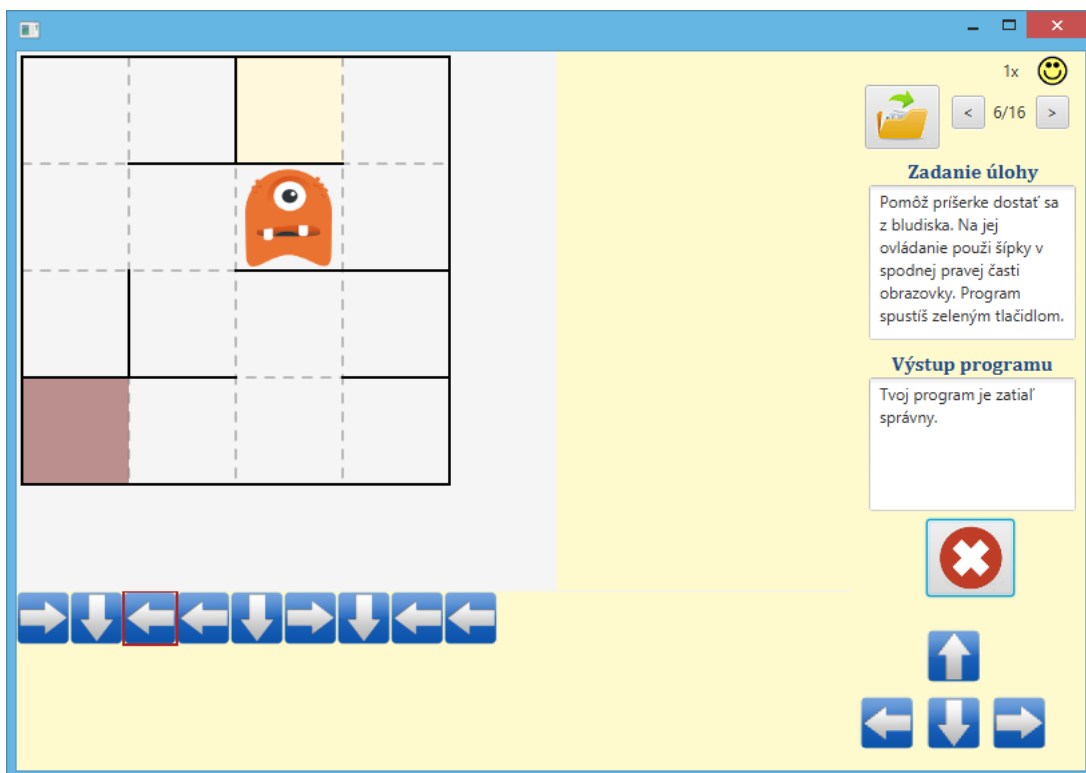 1x
< 6/16 >
Zadanie úlohy
Pomôž príšerke dostať sa
z bludiska. Na jej
ovládanie použi šípky v
spodnej pravej časti
obrazovky. Program
spustíš zeleným tlačidlom.
Výstup programu
Tvoj program je zatiaľ
správny.